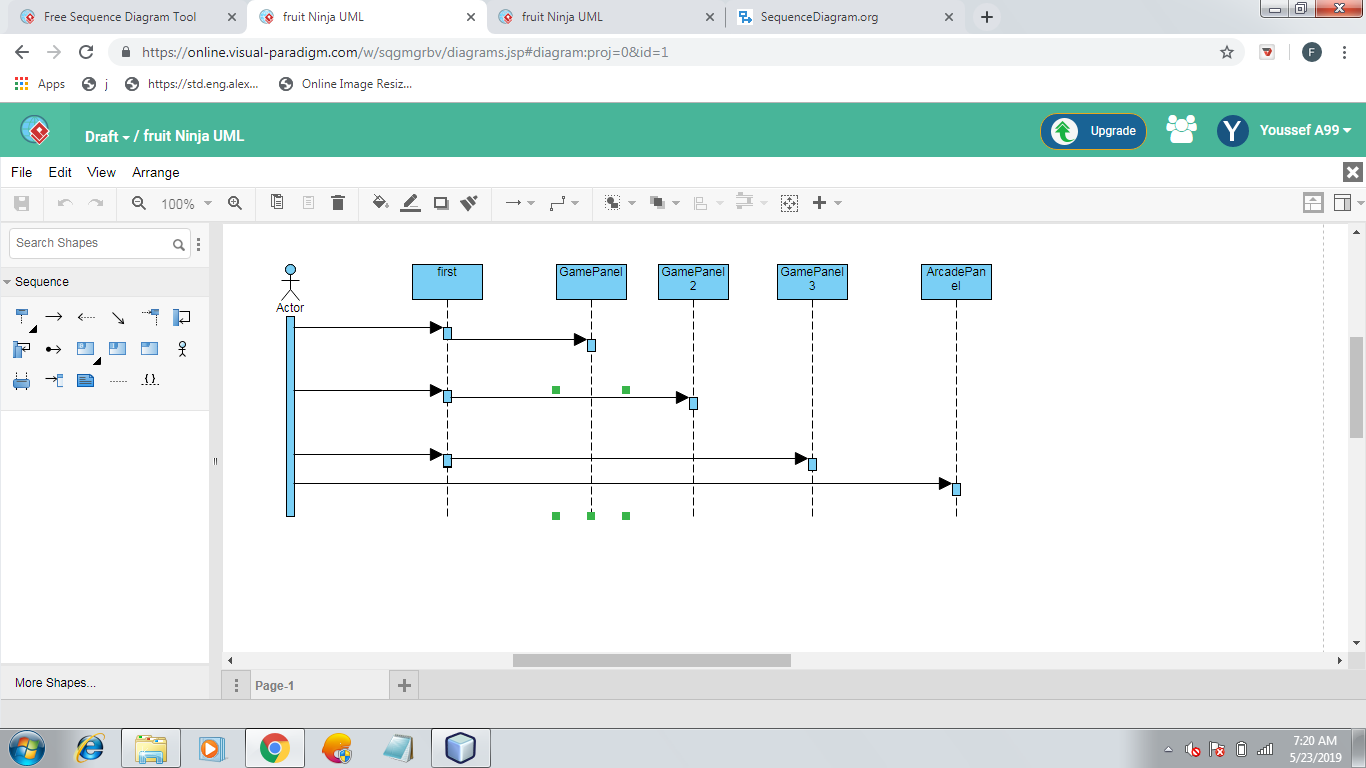 Free Sequence Diagram Tool
fruit Ninja UML
fruit Ninja UML
SequenceDiagram.org
https://online.visual-paradigm.com/w/sqgmgrbv/diagrams.jsp#diagram:proj=0&id=1
F
Apps
j
https://std.eng.alex...
Online Image Resiz...
Draft / fruit Ninja UML
Upgrade
Y
Youssef A99
File Edit View Arrange
100%
Search Shapes
Sequence
Actor
first
GamePanel
GamePanel
2
GamePanel
3
ArcadePan
el
More Shapes...
Page-1
7:20 AM
5/23/2019